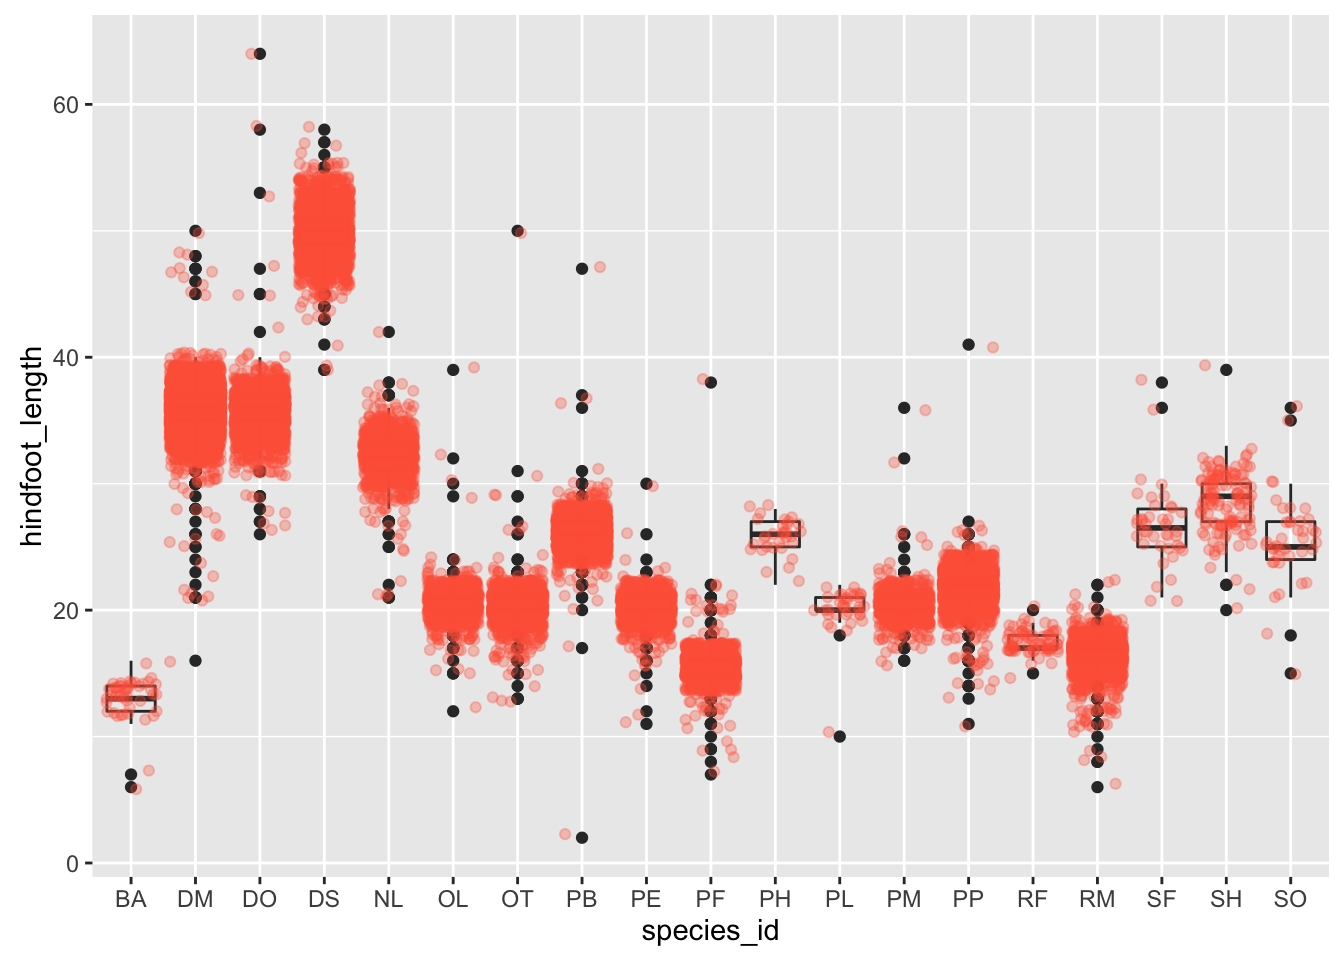 60
40
20
0
hindfoot_length
BA DM DO DS NL OL OT PB PE PF PH PL PM PP RF RM SF SH SO
species_id